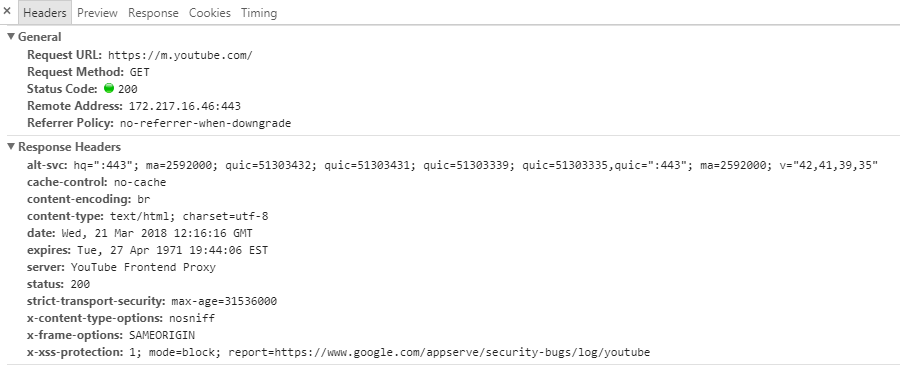 × Headers Preview Response Cookies Timing
▼ General
Request URL: https://m.youtube.com/
Request Method: GET
Status Code: 200
Remote Address: 172.217.16.46:443
Referrer Policy: no-referrer-when-downgrade
▼ Response Headers
alt-svc: hq=":443"; ma=2592000; quic=51303432; quic=51303431; quic=51303339; quic=51303335,quic=":443"; ma=2592000; v="42,41,39,35"
cache-control: no-cache
content-encoding: br
content-type: text/html; charset=utf-8
date: Wed, 21 Mar 2018 12:16:16 GMT
expires: Tue, 27 Apr 1971 19:44:06 EST
server: YouTube Frontend Proxy
status: 200
strict-transport-security: max-age=31536000
x-content-type-options: nosniff
x-frame-options: SAMEORIGIN
x-xss-protection: 1; mode=block; report=https://www.google.com/appserve/security-bugs/log/youtube